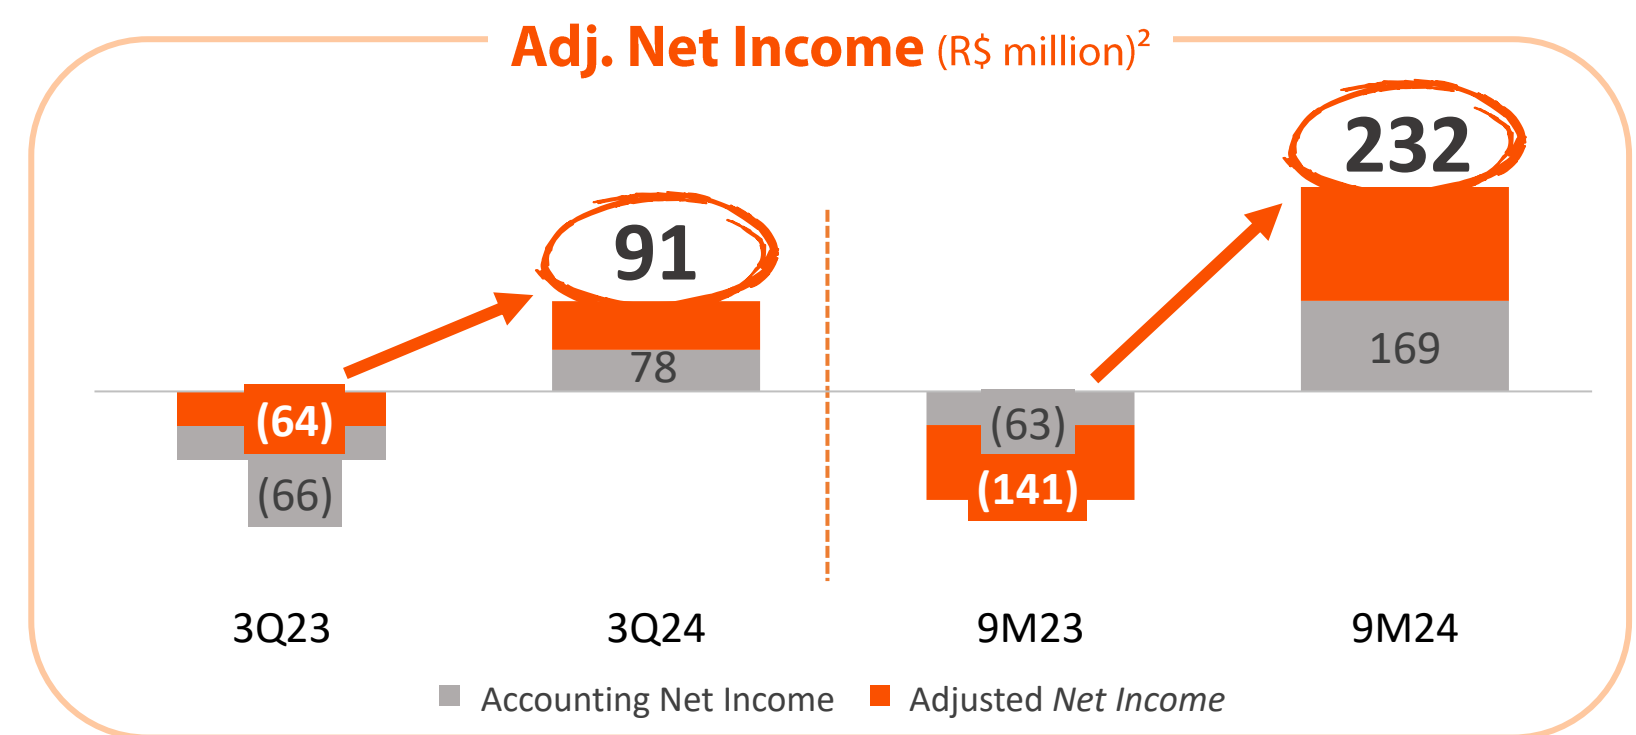 Adj. Net Income (R$ million)²
232
91
78
169
(64)
(63)
(66)
(141)
3Q23 3Q24 9M23 9M24
Accounting Net Income Adjusted Net Income